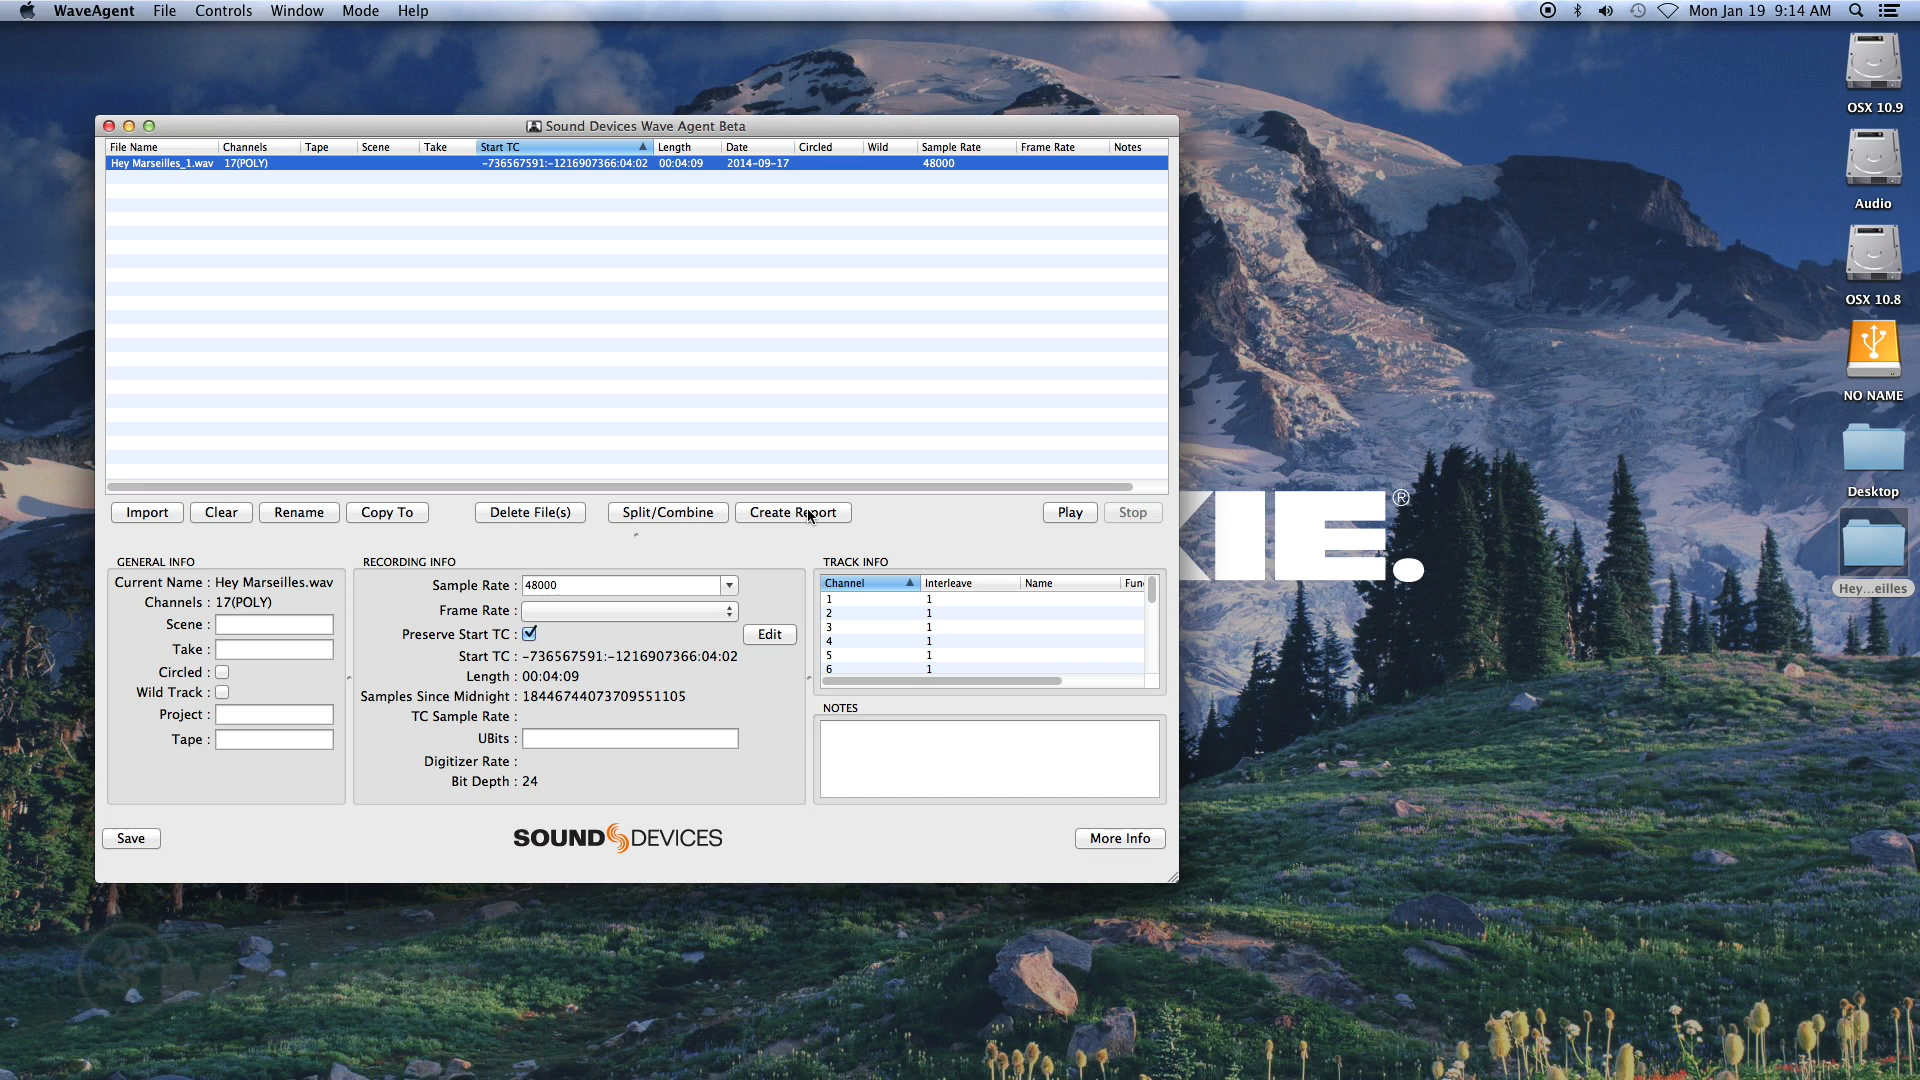 WaveAgent File Controls Window Mode Help Mon Jan 19 9:14 AM
Sound Devices Wave Agent Beta
File Name Channels Tape Scene Take Start TC Length Date Circled Wild Sample Rate Frame Rate Notes
Hey Marseilles_1.wav 17(POLY) -736567591:-1216907366:04:02 00:04:09 2014-09-17 48000
Import Clear Rename Copy To Delete File(s) Split/Combine Create Report Play Stop
GENERAL INFO
Current Name : Hey Marseilles.wav
Channels : 17(POLY)
Scene :
Take :
Circled :
Wild Track :
Project :
Tape :
RECORDING INFO
Sample Rate : 48000
Frame Rate :
Preserve Start TC : Edit
Start TC : -736567591:-1216907366:04:02
Length : 00:04:09
Samples Since Midnight : 18446744073709551105
TC Sample Rate :
UBits :
Digitizer Rate :
Bit Depth : 24
TRACK INFO
Channel Interleave Name Fun
1 1
2 1
3 1
4 1
5 1
6 1
NOTES
Save
SOUND DEVICES
More Info
KIE.®
OSX 10.9
Audio
OSX 10.8
NO NAME
Desktop
Hey...eilles